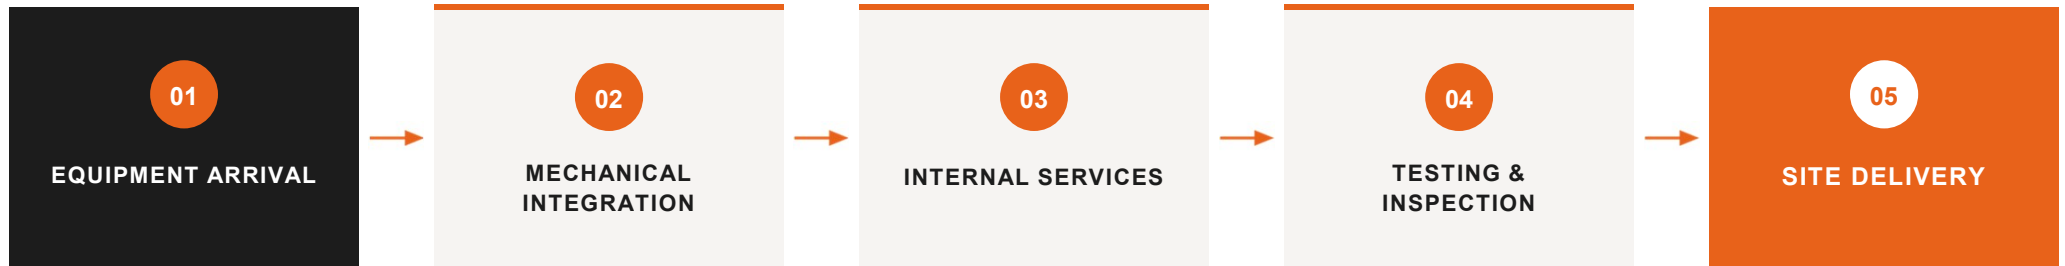 01
EQUIPMENT ARRIVAL
02
MECHANICAL
INTEGRATION
03
INTERNAL SERVICES
04
TESTING &
INSPECTION
05
SITE DELIVERY